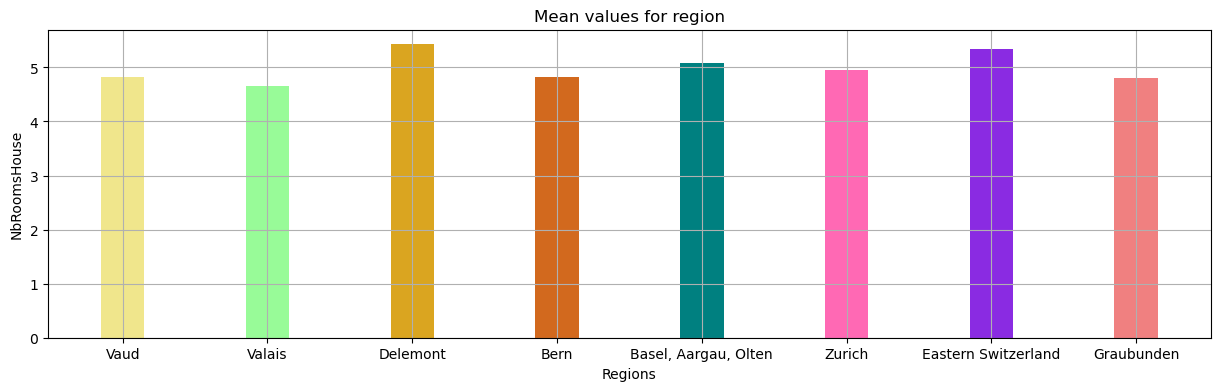 Mean values for region
NbRoomsHouse
5
4
3
2
1
0
Vaud Valais Delemont Bern Basel, Aargau, Olten Zurich Eastern Switzerland Graubunden
Regions